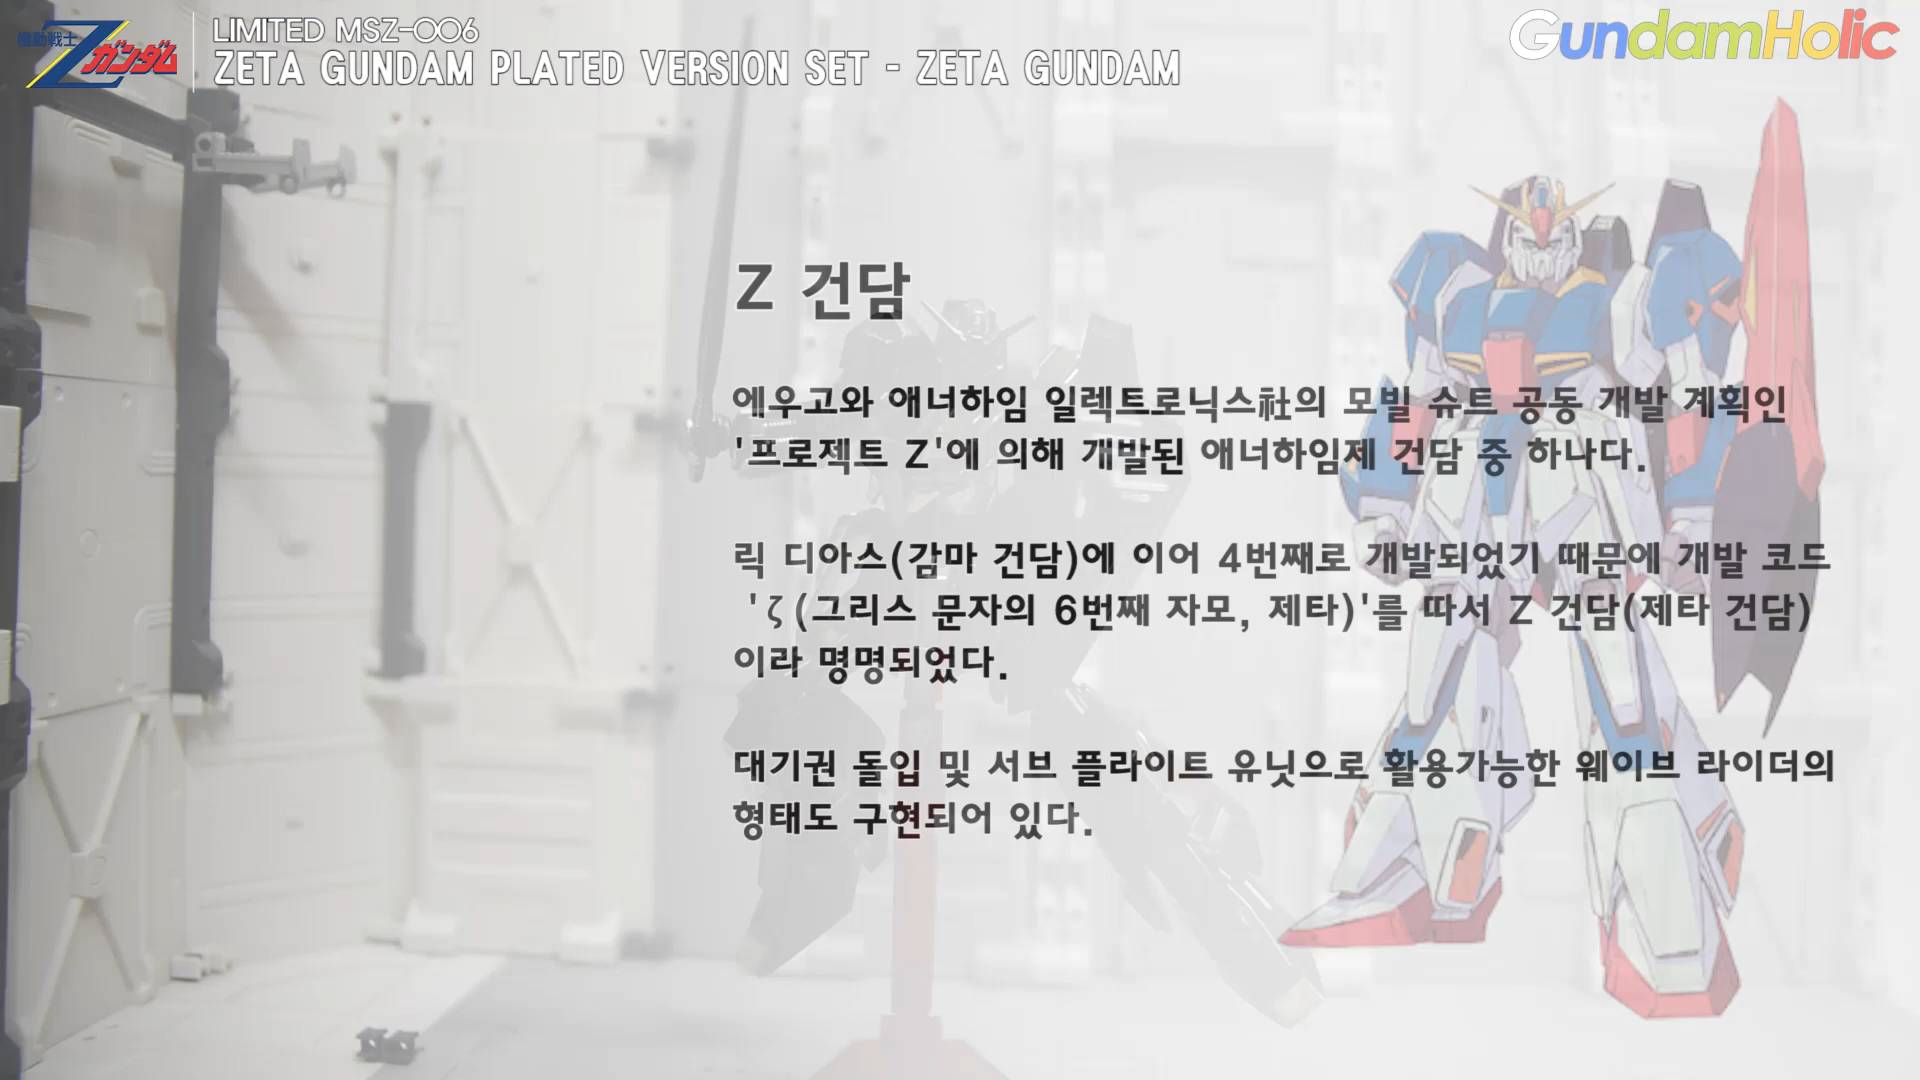 機動戦士
Zガンダム
LIMITED MSZ-006
ZETA GUNDAM PLATED VERSION SET - ZETA GUNDAM
GundamHolic
Z 건담
에우고와 애너하임 일렉트로닉스社의 모빌 슈트 공동 개발 계획인
'프로젝트 Z'에 의해 개발된 애너하임제 건담 중 하나다.
릭 디아스(감마 건담)에 이어 4번째로 개발되었기 때문에 개발 코드
'ζ(그리스 문자의 6번째 자모, 제타)'를 따서 Z 건담(제타 건담)
이라 명명되었다.
대기권 돌입 및 서브 플라이트 유닛으로 활용가능한 웨이브 라이더의
형태도 구현되어 있다.